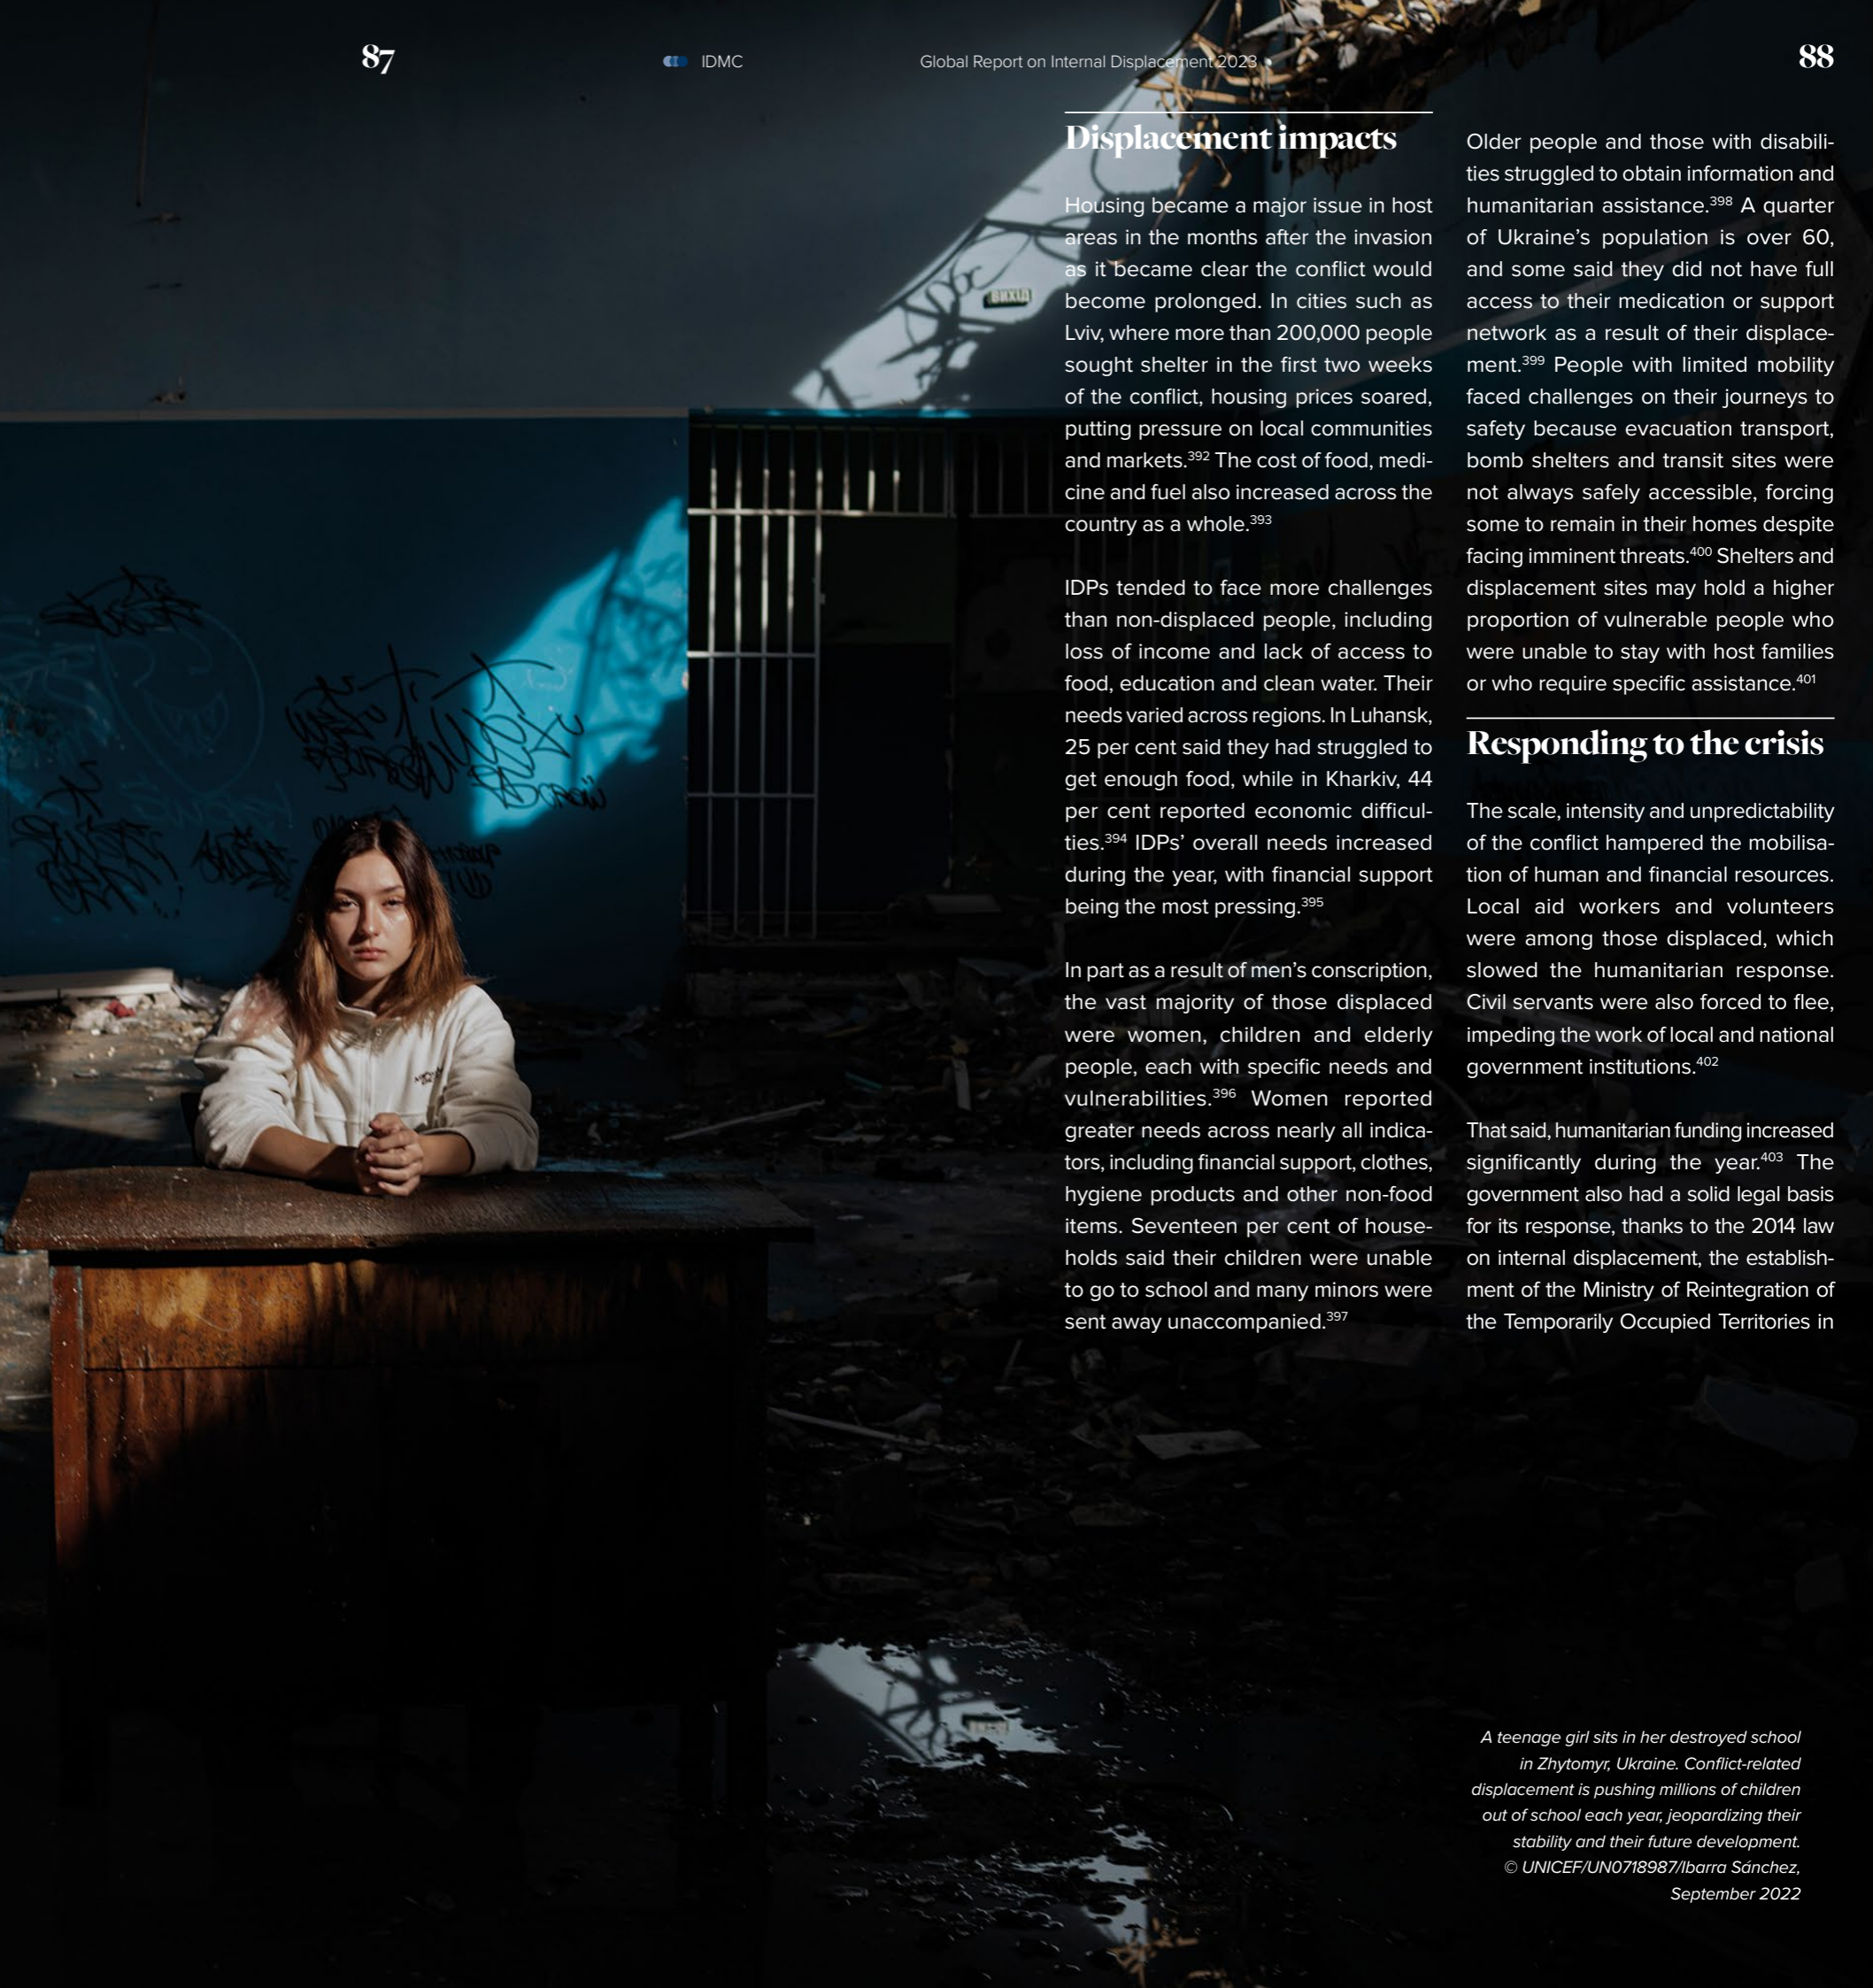 87
IDMC
Global Report on Internal Displacement 2023
88
Displacement impacts
Housing became a major issue in host
areas in the months after the invasion
as it became clear the conflict would
become prolonged. In cities such as
Lviv, where more than 200,000 people
sought shelter in the first two weeks
of the conflict, housing prices soared,
putting pressure on local communities
and markets.392 The cost of food, medi-
cine and fuel also increased across the
country as a whole.393
IDPs tended to face more challenges
than non-displaced people, including
loss of income and lack of access to
food, education and clean water. Their
needs varied across regions. In Luhansk,
25 per cent said they had struggled to
get enough food, while in Kharkiv, 44
per cent reported economic difficul-
ties.394 IDPs’ overall needs increased
during the year, with financial support
being the most pressing.395
In part as a result of men’s conscription,
the vast majority of those displaced
were women, children and elderly
people, each with specific needs and
vulnerabilities.396 Women reported
greater needs across nearly all indica-
tors, including financial support, clothes,
hygiene products and other non-food
items. Seventeen per cent of house-
holds said their children were unable
to go to school and many minors were
sent away unaccompanied.397
Older people and those with disabili-
ties struggled to obtain information and
humanitarian assistance.398 A quarter
of Ukraine’s population is over 60,
and some said they did not have full
access to their medication or support
network as a result of their displace-
ment.399 People with limited mobility
faced challenges on their journeys to
safety because evacuation transport,
bomb shelters and transit sites were
not always safely accessible, forcing
some to remain in their homes despite
facing imminent threats.400 Shelters and
displacement sites may hold a higher
proportion of vulnerable people who
were unable to stay with host families
or who require specific assistance.401
Responding to the crisis
The scale, intensity and unpredictability
of the conflict hampered the mobilisa-
tion of human and financial resources.
Local aid workers and volunteers
were among those displaced, which
slowed the humanitarian response.
Civil servants were also forced to flee,
impeding the work of local and national
government institutions.402
That said, humanitarian funding increased
significantly during the year.403 The
government also had a solid legal basis
for its response, thanks to the 2014 law
on internal displacement, the establish-
ment of the Ministry of Reintegration of
the Temporarily Occupied Territories in
ВИХІД
A teenage girl sits in her destroyed school
in Zhytomyr, Ukraine. Conflict-related
displacement is pushing millions of children
out of school each year, jeopardizing their
stability and their future development.
© UNICEF/UN0718987/Ibarra Sánchez,
September 2022